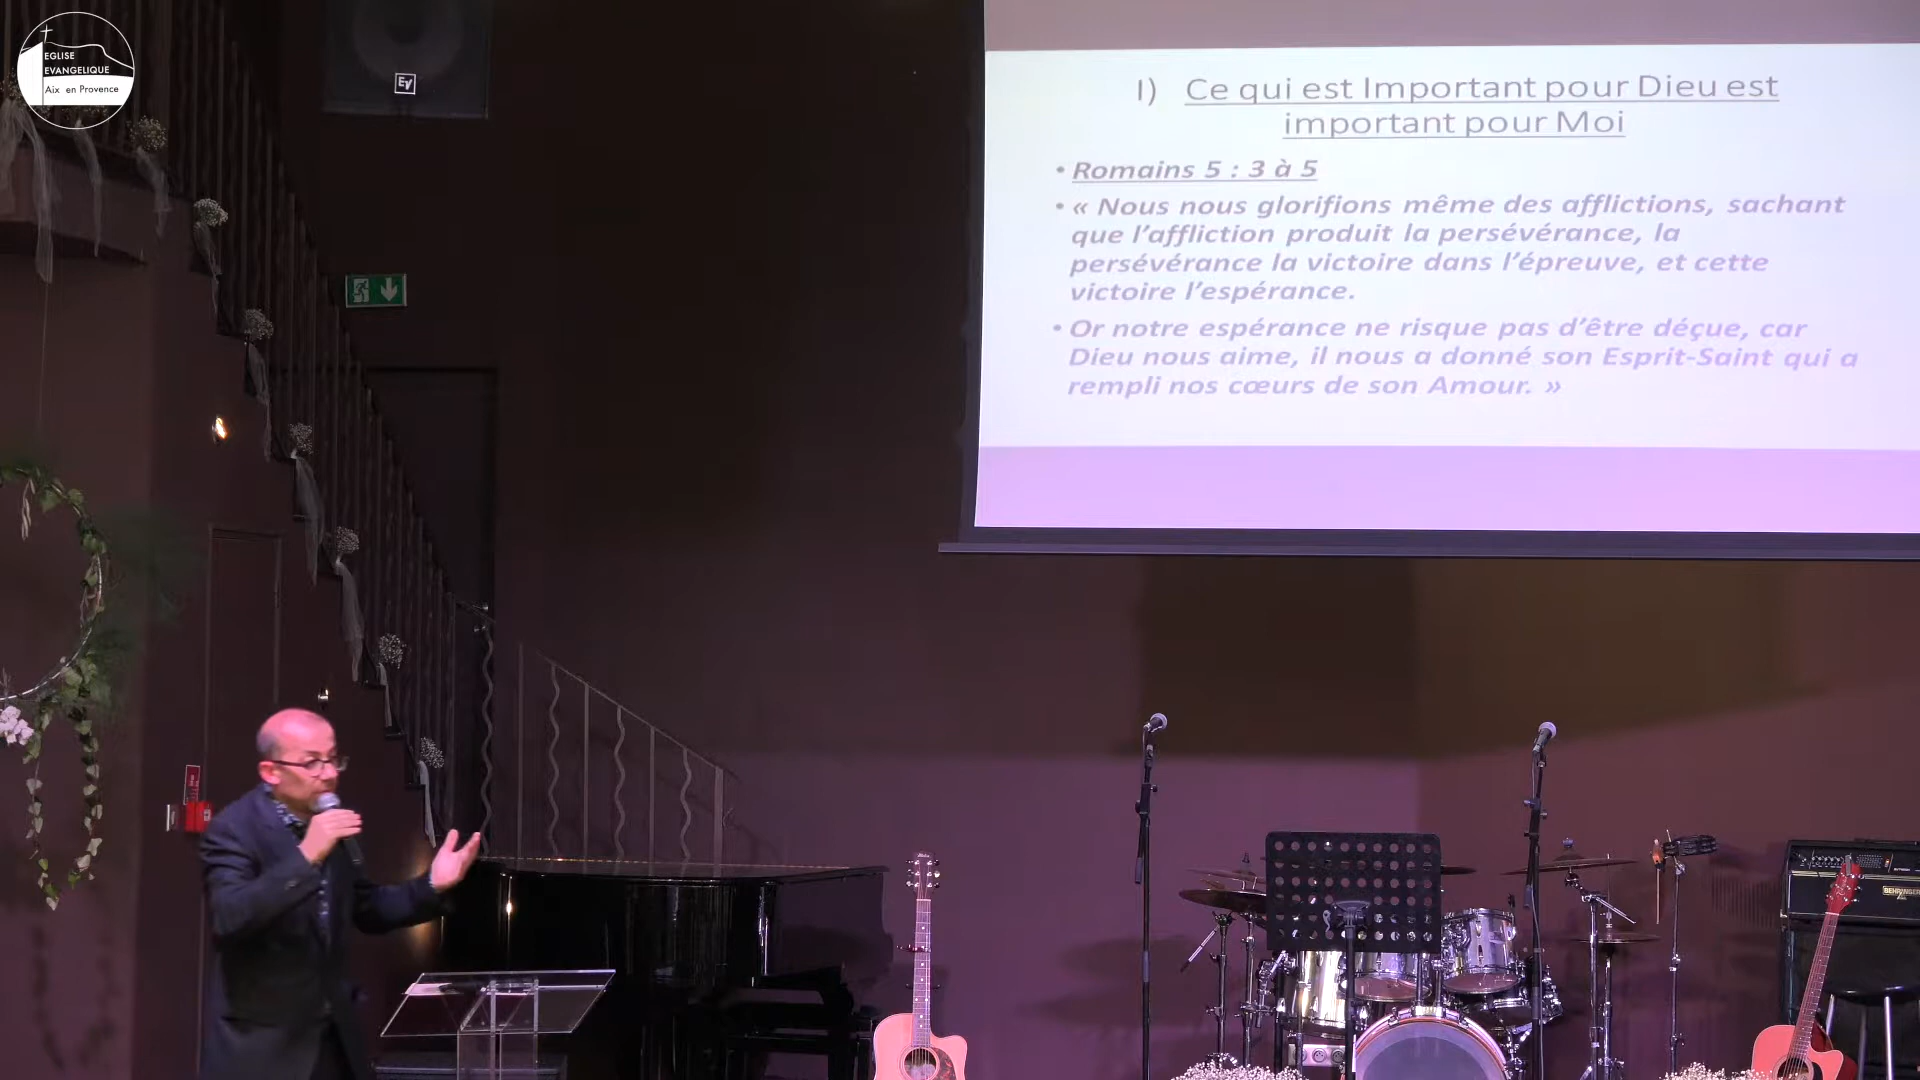 EGLISE
EVANGELIQUE
Aix en Provence
EV
I) Ce qui est Important pour Dieu est
important pour Moi
• Romains 5 : 3 à 5
• « Nous nous glorifions même des afflictions, sachant
que l’affliction produit la persévérance, la
persévérance la victoire dans l’épreuve, et cette
victoire l’espérance.
• Or notre espérance ne risque pas d’être déçue, car
Dieu nous aime, il nous a donné son Esprit-Saint qui a
rempli nos cœurs de son Amour. »
BEHRINGER